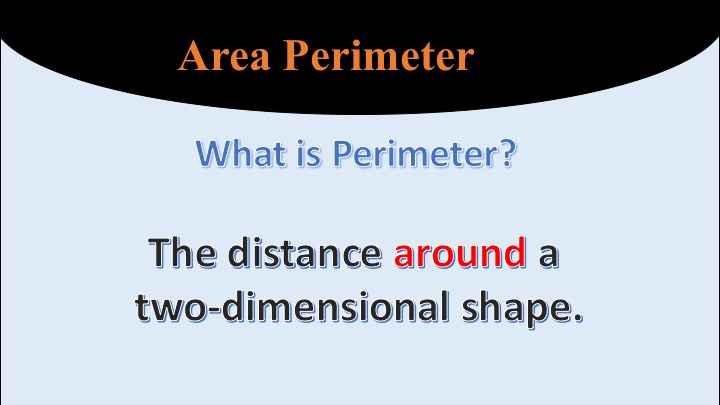 Area Perimeter
What is Perimeter?
The distance around a
two-dimensional shape.